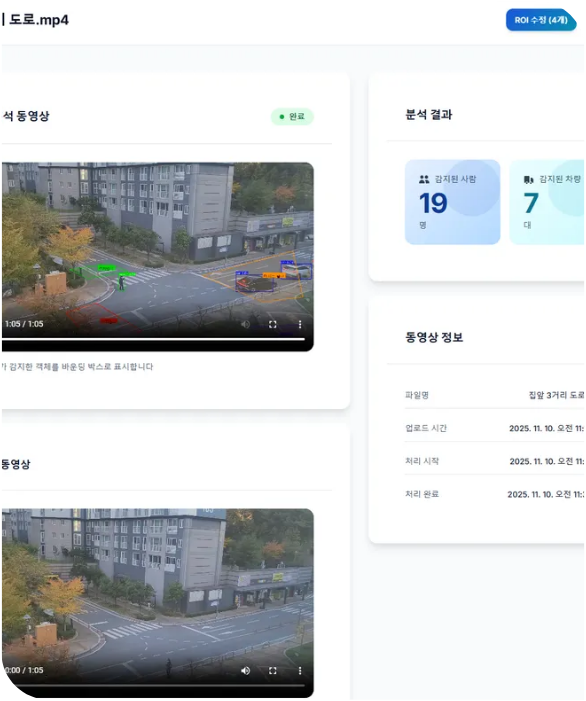 도로.mp4
ROI 수정 (4개)
석 동영상
완료
1:05 / 1:05
가 감지한 객체를 바운딩 박스로 표시합니다
동영상
0:00 / 1:05
분석 결과
감지된 사람
19
명
감지된 차량
7
대
동영상 정보
파일명
집앞 3거리 도로
업로드 시간
2025. 11. 10. 오전 11:
처리 시작
2025. 11. 10. 오전 11:
처리 완료
2025. 11. 10. 오전 11: